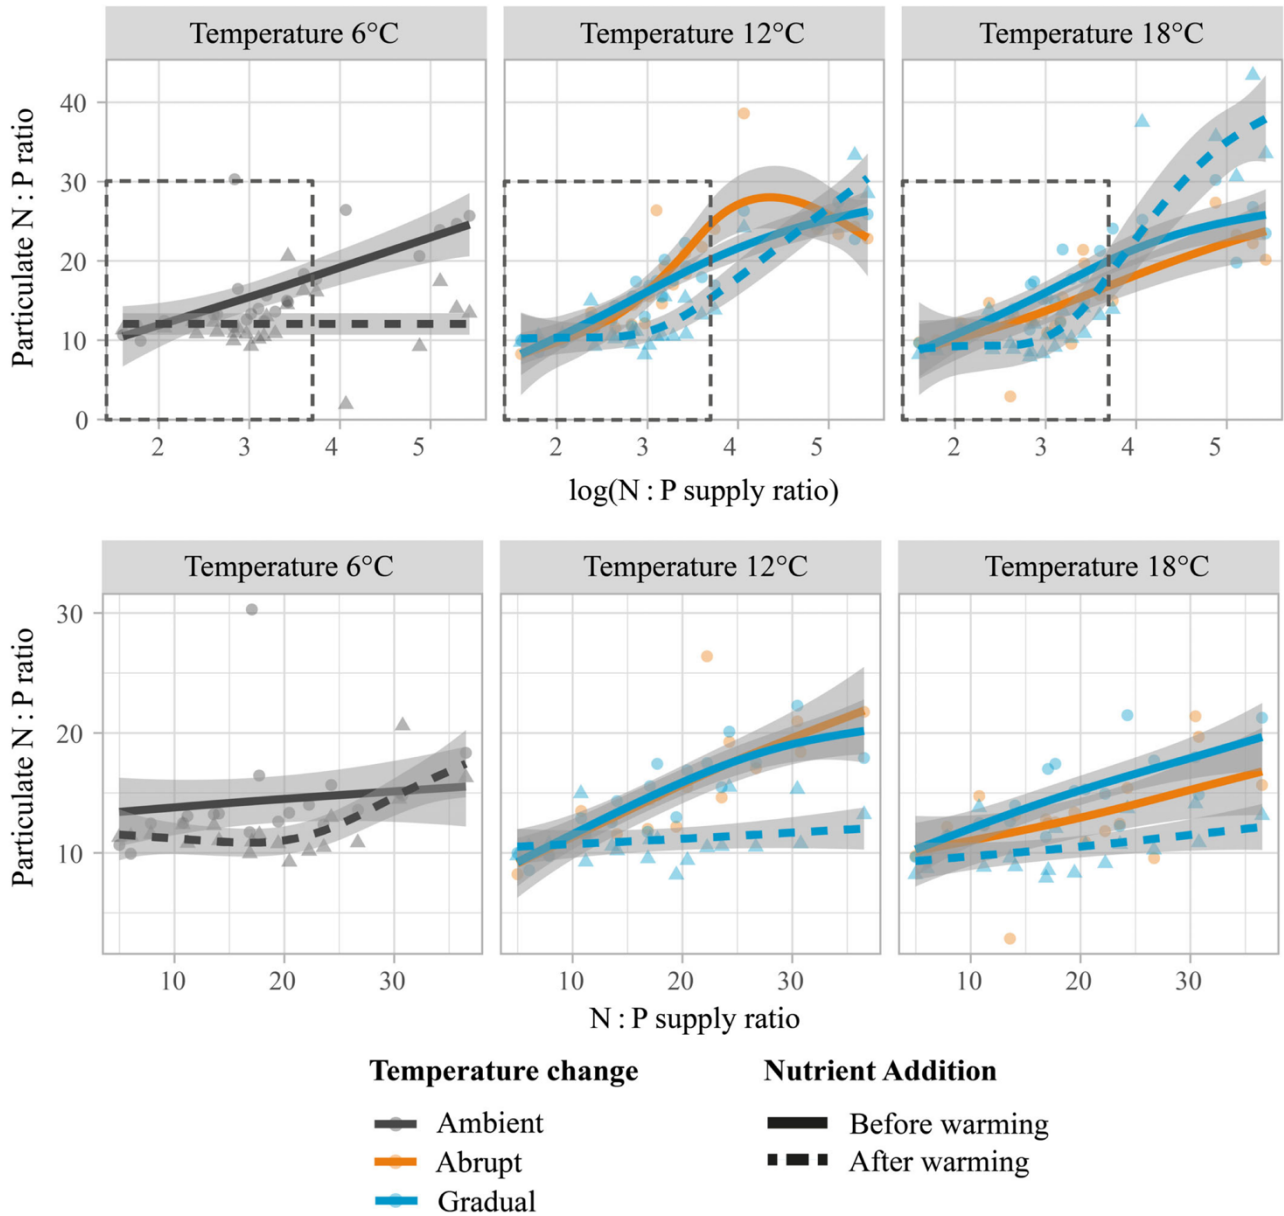 Temperature 6°C
Temperature 12°C
Temperature 18°C
Particulate N : P ratio
40
30
20
10
0
2 3 4 5
2 3 4 5
2 3 4 5
log(N : P supply ratio)
Temperature 6°C
Temperature 12°C
Temperature 18°C
Particulate N : P ratio
30
20
10
10 20 30
10 20 30
10 20 30
N : P supply ratio
Temperature change
Ambient
Abrupt
Gradual
Nutrient Addition
Before warming
After warming